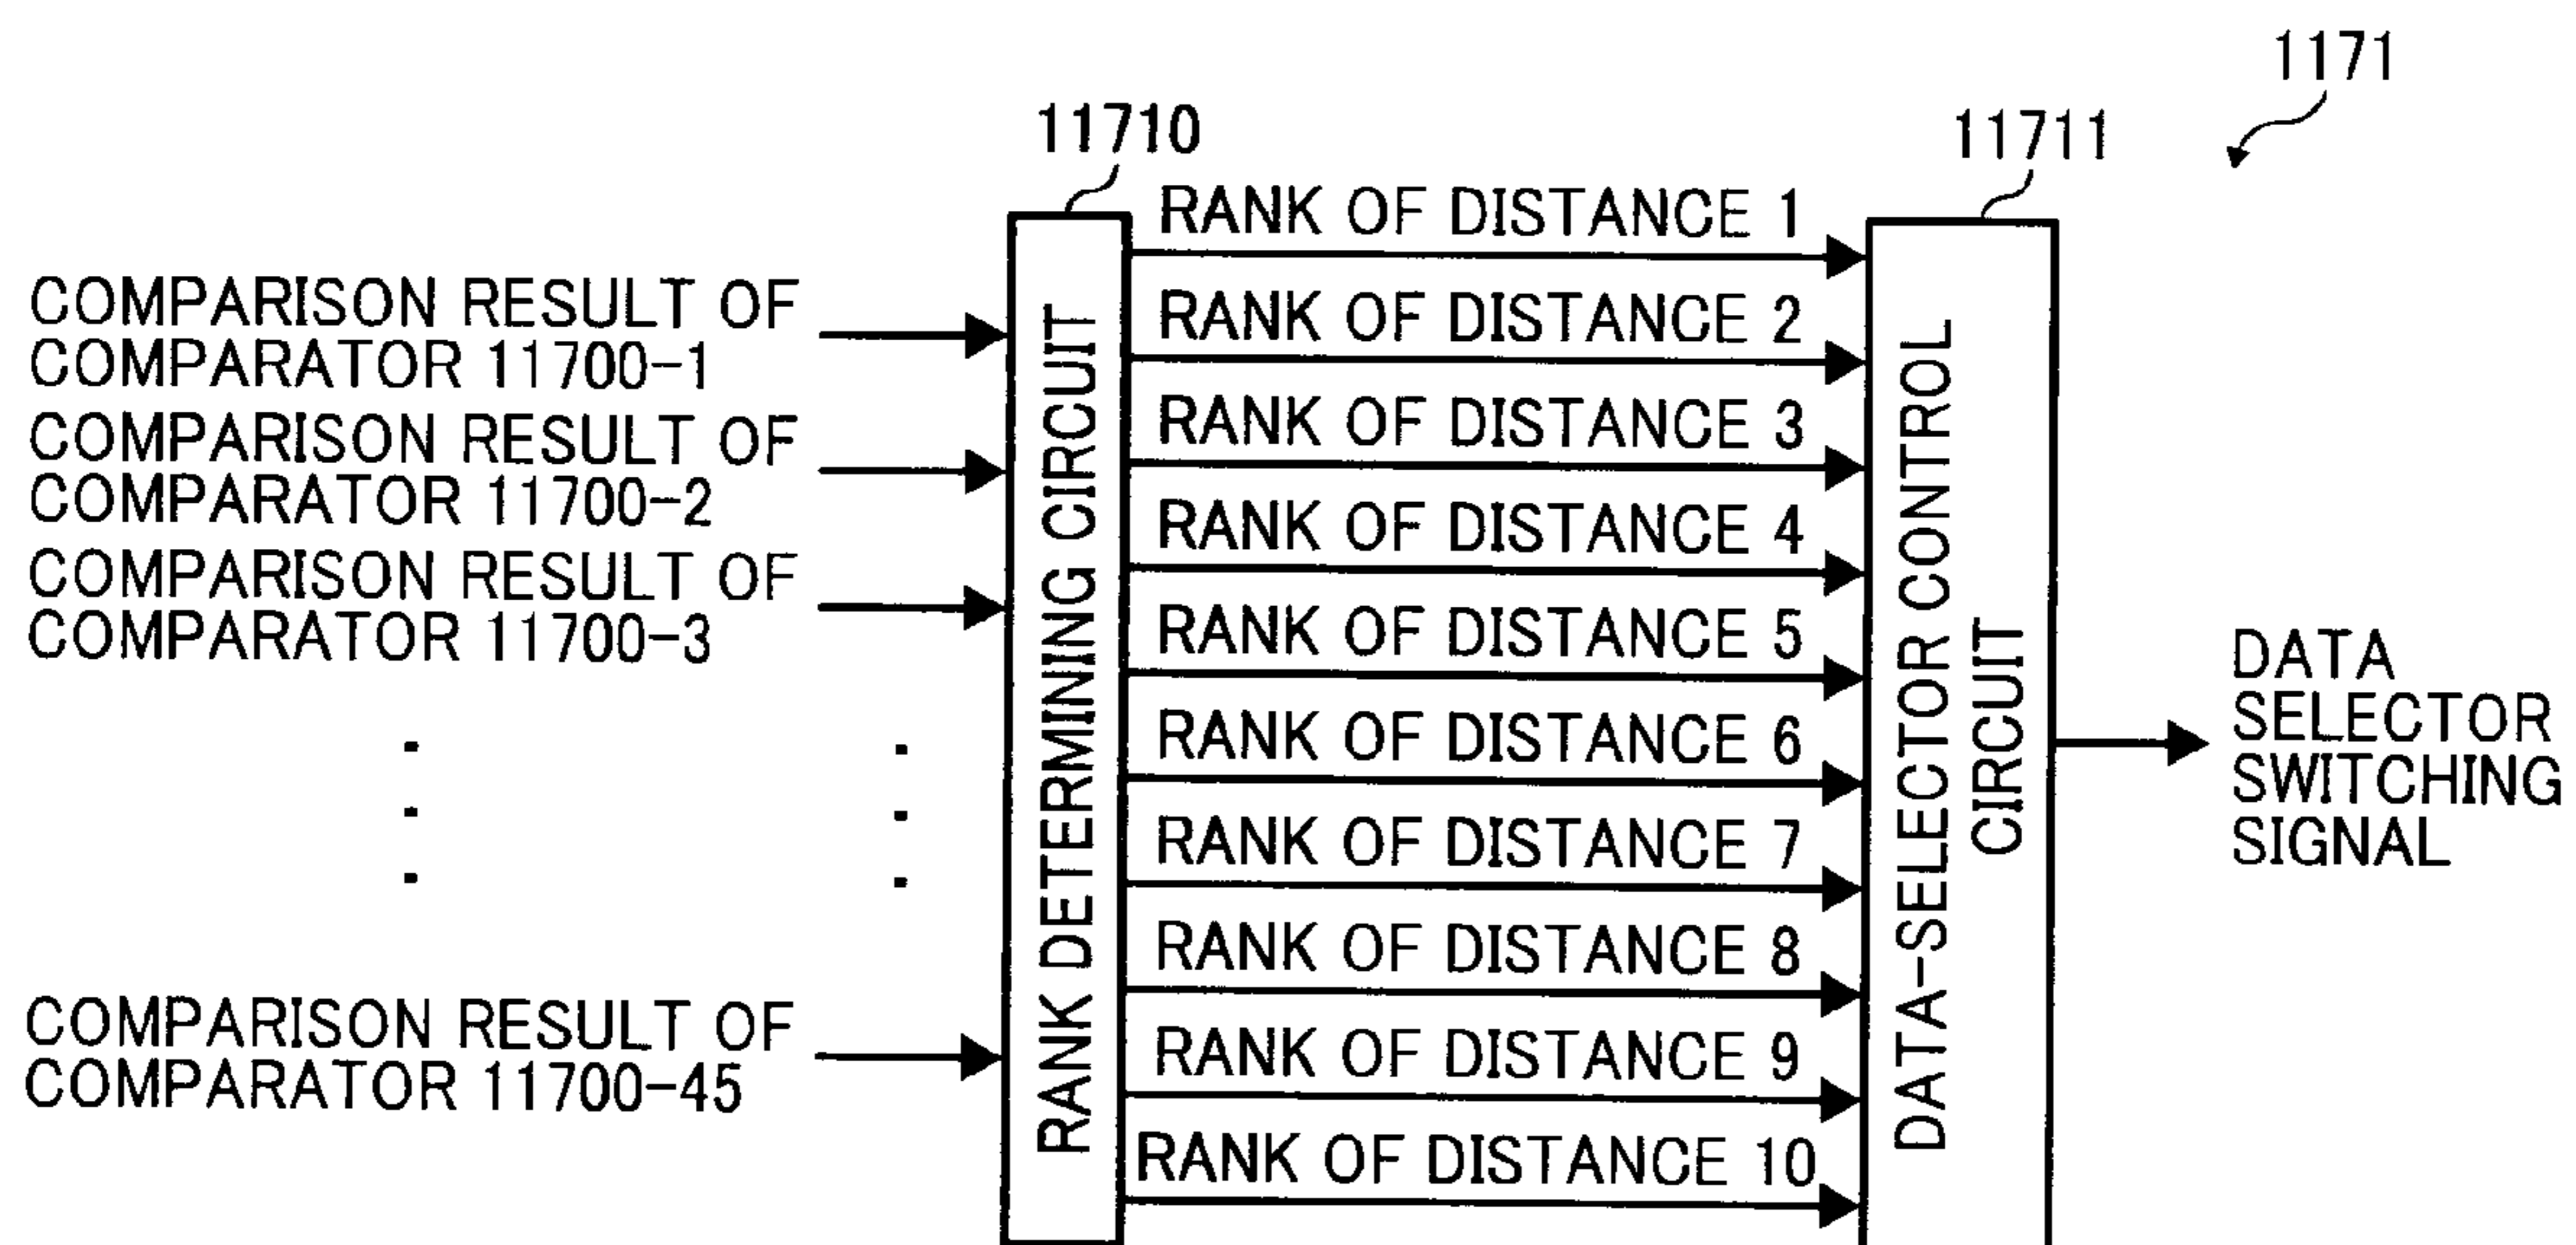 1171
11710
11711
COMPARISON RESULT OF
COMPARATOR 11700-1
COMPARISON RESULT OF
COMPARATOR 11700-2
COMPARISON RESULT OF
COMPARATOR 11700-3
COMPARISON RESULT OF
COMPARATOR 11700-45
RANK DETERMINING CIRCUIT
RANK OF DISTANCE 1
RANK OF DISTANCE 2
RANK OF DISTANCE 3
RANK OF DISTANCE 4
RANK OF DISTANCE 5
RANK OF DISTANCE 6
RANK OF DISTANCE 7
RANK OF DISTANCE 8
RANK OF DISTANCE 9
RANK OF DISTANCE 10
DATA-SELECTOR CONTROL
CIRCUIT
DATA
SELECTOR
SWITCHING
SIGNAL